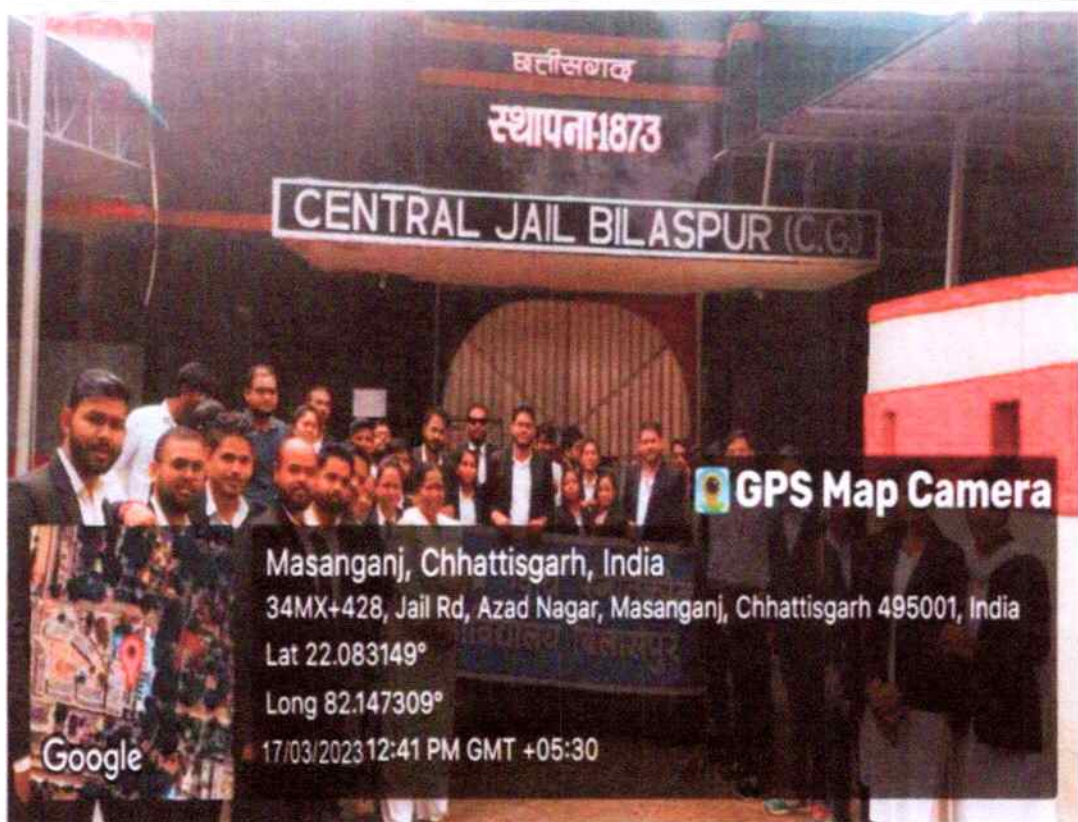 छत्तीसगढ़
स्थापना-1873
CENTRAL JAIL BILASPUR (C.G.)
GPS Map Camera
Masanganj, Chhattisgarh, India
34MX+428, Jail Rd, Azad Nagar, Masanganj, Chhattisgarh 495001, India
बिलासपुर
Lat 22.083149°
Long 82.147309°
17/03/2023 12:41 PM GMT +05:30
Google